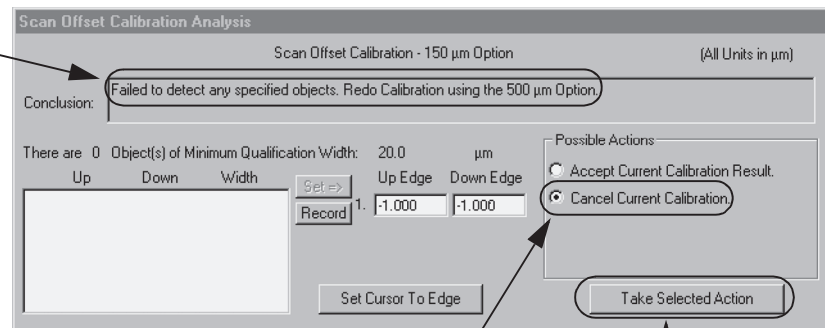 Scan Offset Calibration Analysis
Scan Offset Calibration - 150 µm Option (All Units in µm)
Conclusion: Failed to detect any specified objects. Redo Calibration using the 500 µm Option.
There are 0 Object(s) of Minimum Qualification Width: 20.0 µm
Up Down Width
Set =>
Record
Up Edge Down Edge
1. -1.000 -1.000
Set Cursor To Edge
Possible Actions
Accept Current Calibration Result.
Cancel Current Calibration.
Take Selected Action